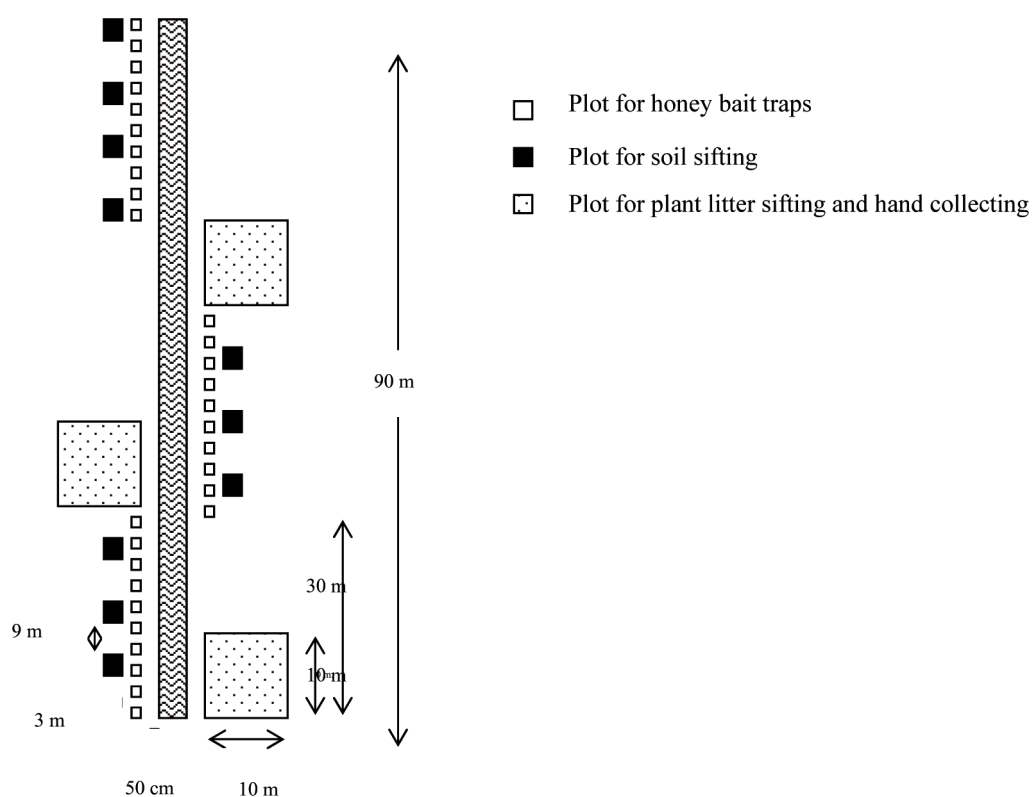 Plot for honey bait traps
Plot for soil sifting
Plot for plant litter sifting and hand collecting
90 m
30 m
9 m
10 m
3 m
50 cm
10 m